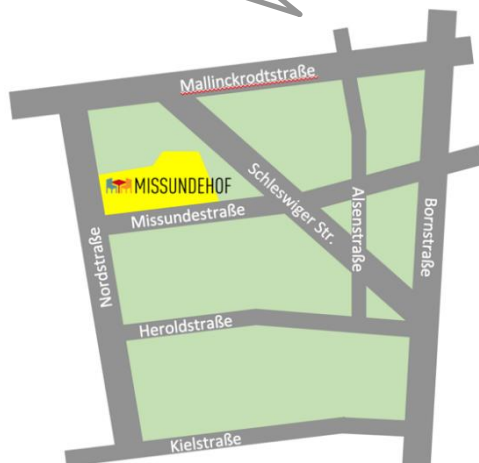 Mallinckrodtstraße
MISSUNDEHOF
Schleswiger Str.
Alsenstraße
Missundestraße
Bornstraße
Nordstraße
Heroldstraße
Kielstraße